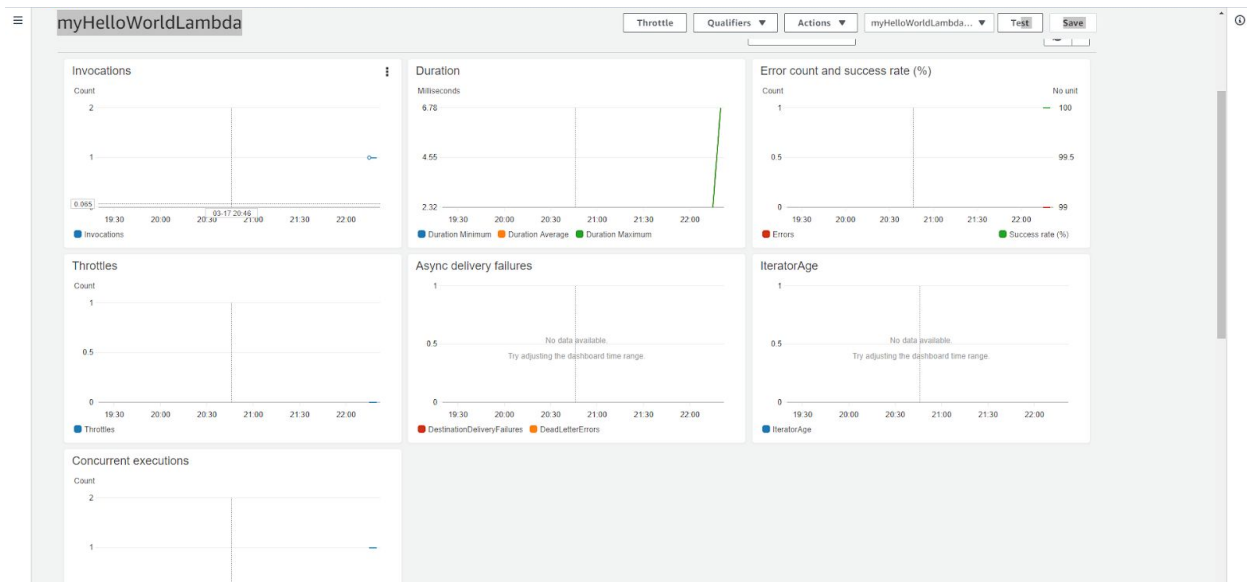 myHelloWorldLambda
Throttle
Qualifiers
Actions
myHelloWorldLambda...
Test
Save
Invocations
Count
2
1
0.065
0
03-17 20:46
19:30 20:00 20:30 21:00 21:30 22:00
Invocations
Duration
Milliseconds
6.78
4.55
2.32
19:30 20:00 20:30 21:00 21:30 22:00
Duration Minimum Duration Average Duration Maximum
Error count and success rate (%)
Count No unit
1 100
0.5 99.5
0 99
19:30 20:00 20:30 21:00 21:30 22:00
Errors Success rate (%)
Throttles
Count
1
0.5
0
19:30 20:00 20:30 21:00 21:30 22:00
Throttles
Async delivery failures
1
0.5
No data available.
Try adjusting the dashboard time range.
0
19:30 20:00 20:30 21:00 21:30 22:00
DestinationDeliveryFailures DeadLetterErrors
IteratorAge
1
0.5
No data available.
Try adjusting the dashboard time range.
0
19:30 20:00 20:30 21:00 21:30 22:00
IteratorAge
Concurrent executions
Count
2
1